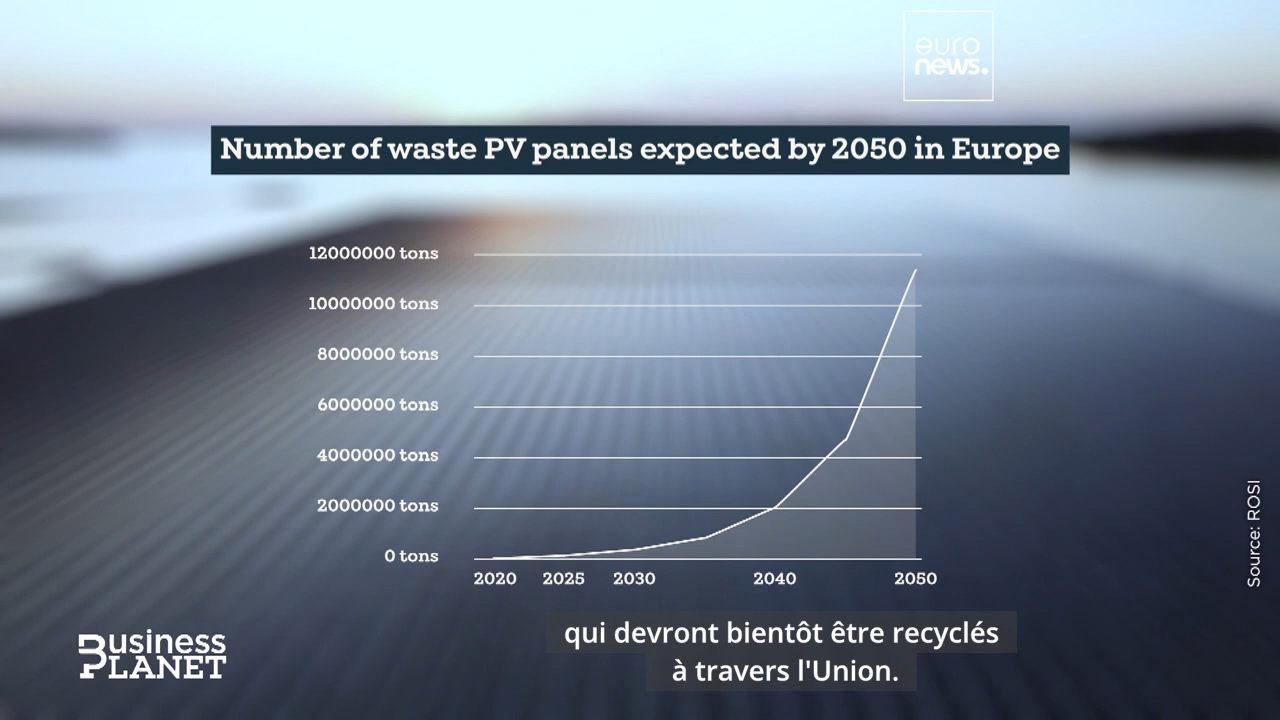 euro
news.
Number of waste PV panels expected by 2050 in Europe
12000000 tons
10000000 tons
8000000 tons
6000000 tons
4000000 tons
2000000 tons
0 tons
2020 2025 2030 2040 2050
Source: ROSI
Business
PLANET
qui devront bientôt être recyclés
à travers l'Union.